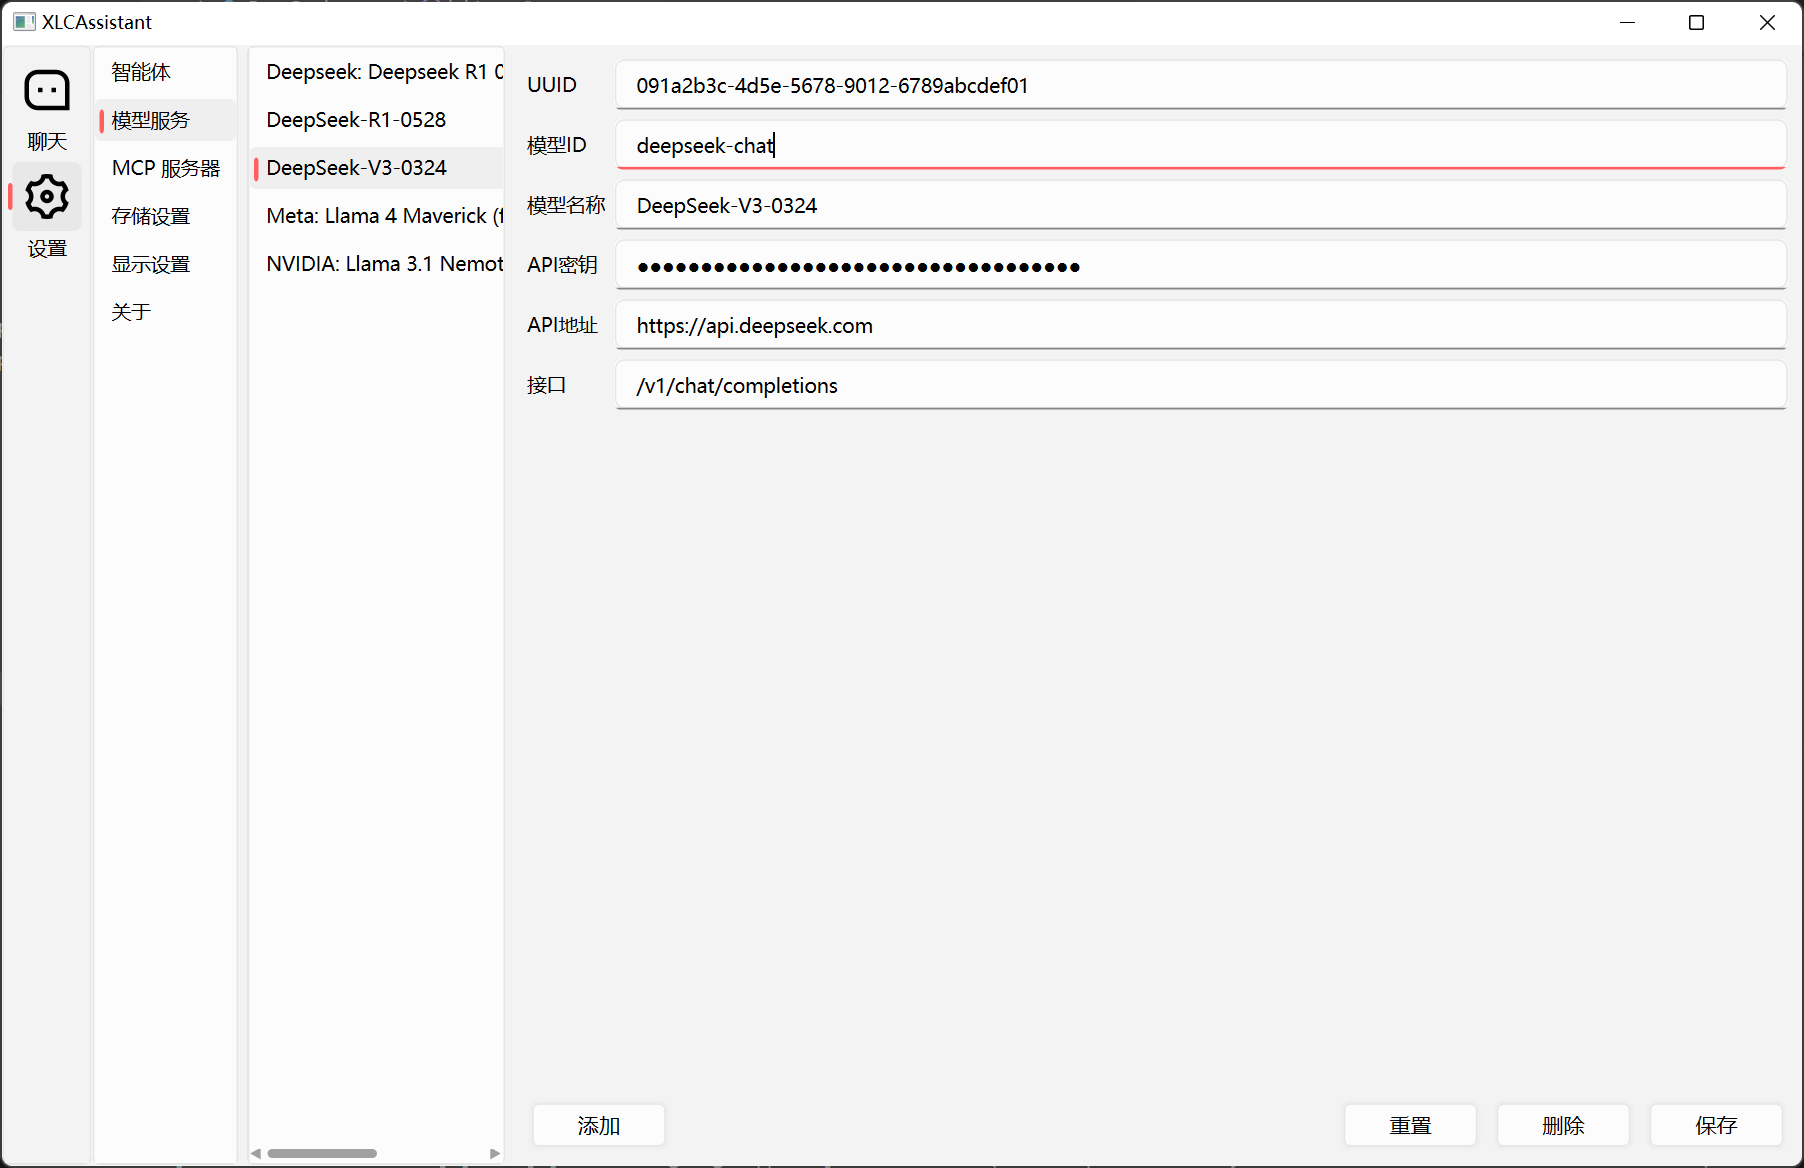 XLCAssistant
聊天
设置
智能体
模型服务
MCP 服务器
存储设置
显示设置
关于
Deepseek: Deepseek R1 0
DeepSeek-R1-0528
DeepSeek-V3-0324
Meta: Llama 4 Maverick (f
NVIDIA: Llama 3.1 Nemot
UUID 091a2b3c-4d5e-5678-9012-6789abcdef01
模型ID deepseek-chat
模型名称 DeepSeek-V3-0324
API密钥 ●●●●●●●●●●●●●●●●●●●●●●●●●●●●●●●●●●●
API地址 https://api.deepseek.com
接口 /v1/chat/completions
添加 重置 删除 保存